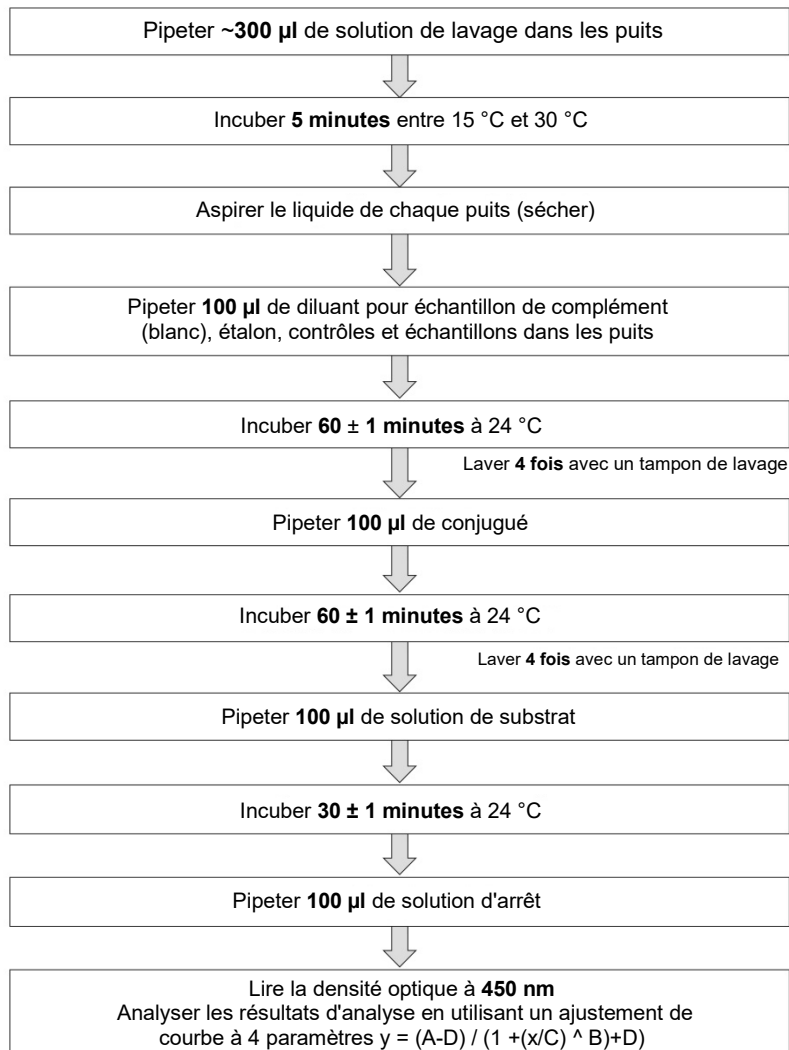 Pipeter ~300 µl de solution de lavage dans les puits
Incuber 5 minutes entre 15 °C et 30 °C
Aspirer le liquide de chaque puits (sécher)
Pipeter 100 µl de diluant pour échantillon de complément
(blanc), étalon, contrôles et échantillons dans les puits
Incuber 60 ± 1 minutes à 24 °C
Laver 4 fois avec un tampon de lavage
Pipeter 100 µl de conjugué
Incuber 60 ± 1 minutes à 24 °C
Laver 4 fois avec un tampon de lavage
Pipeter 100 µl de solution de substrat
Incuber 30 ± 1 minutes à 24 °C
Pipeter 100 µl de solution d'arrêt
Lire la densité optique à 450 nm
Analyser les résultats d'analyse en utilisant un ajustement de
courbe à 4 paramètres y = (A-D) / (1 +(x/C) ^ B)+D)